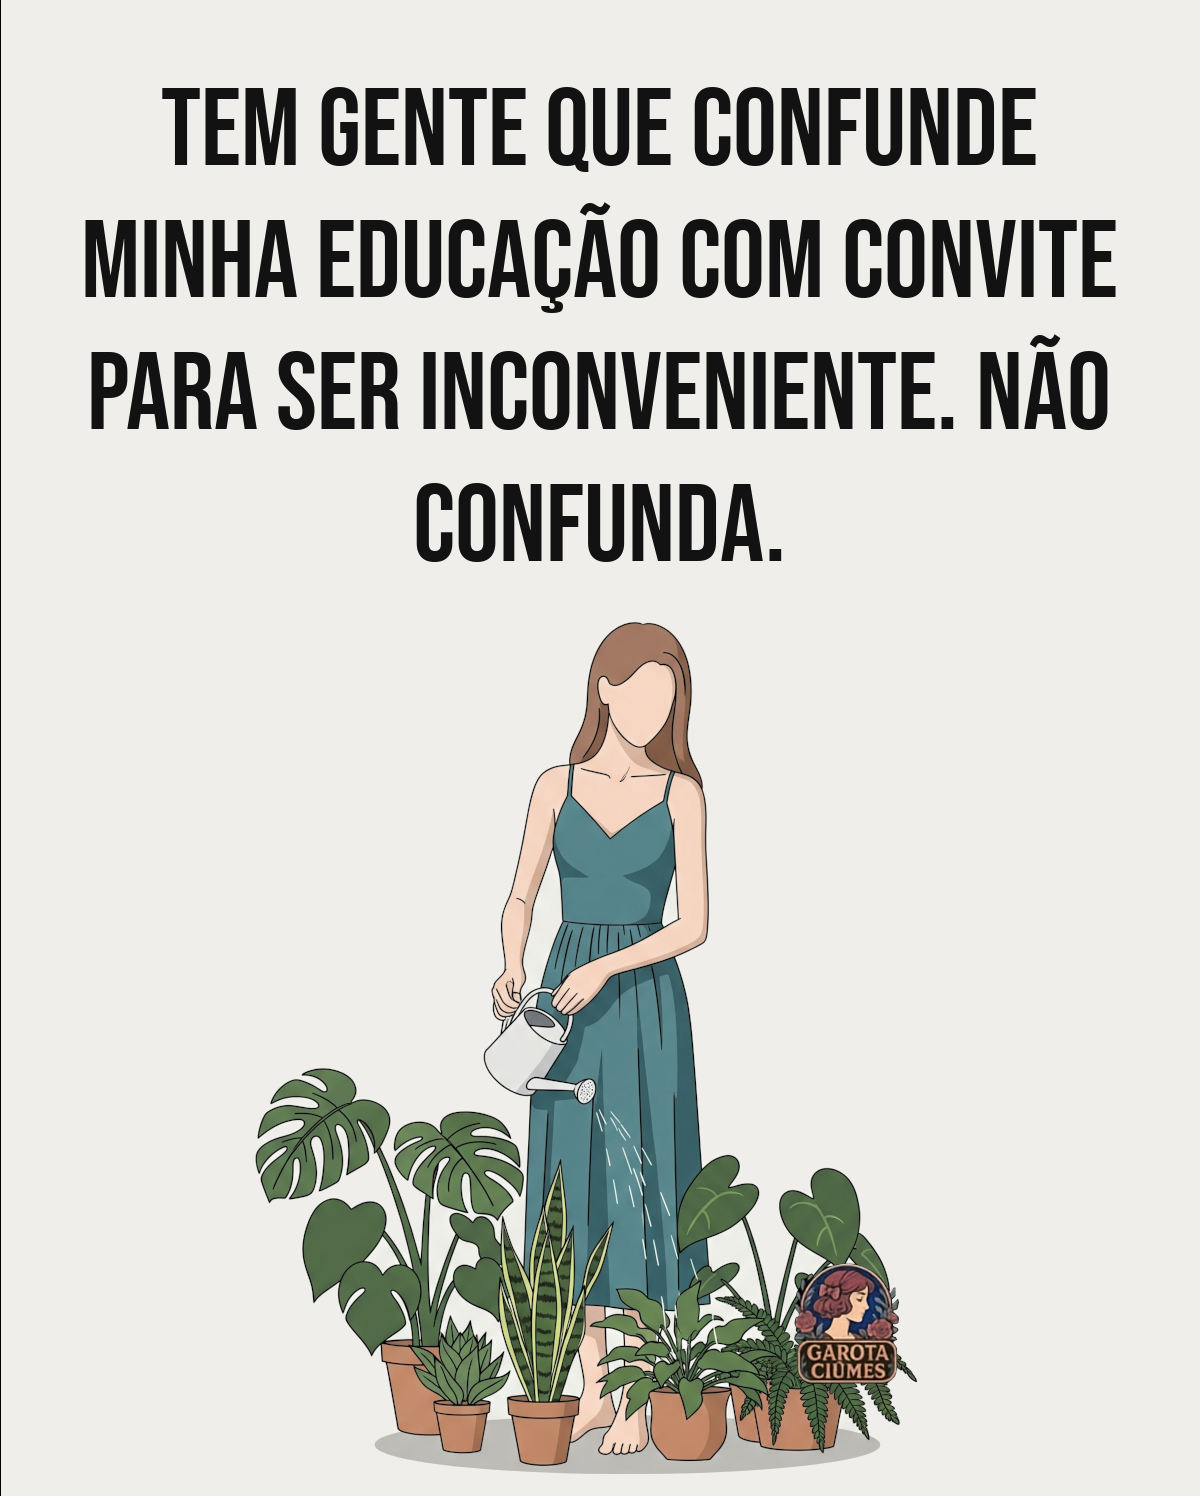 TEM GENTE QUE CONFUNDE
MINHA EDUCAÇÃO COM CONVITE
PARA SER INCONVENIENTE. NÃO
CONFUNDA.
GAROTA
CIÚMES